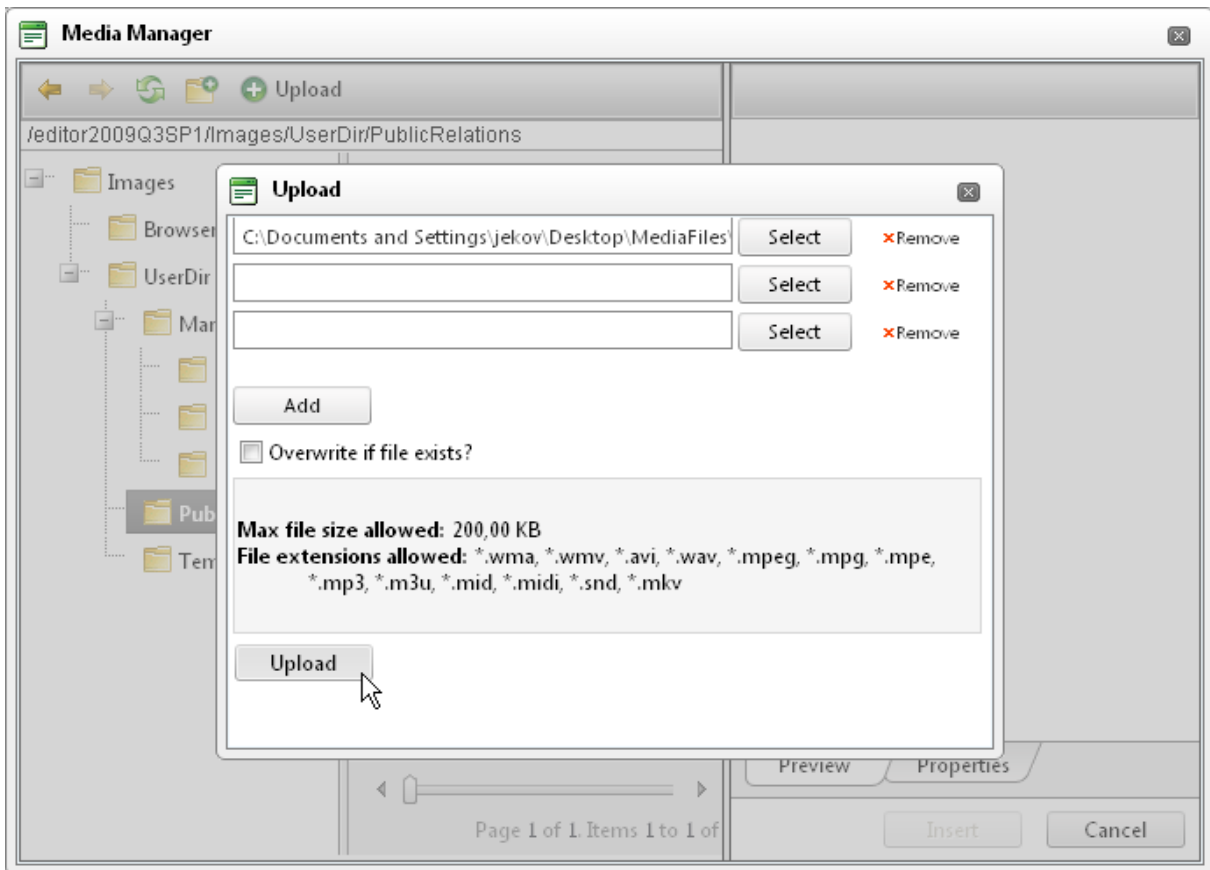 Media Manager
Upload
/editor2009Q3SP1/Images/UserDir/PublicRelations
Images
Browser
UserDir
Mar
Pub
Tem
Upload
C:\Documents and Settings\jekov\Desktop\MediaFiles\
Select
×Remove
Select
×Remove
Select
×Remove
Add
Overwrite if file exists?
Max file size allowed: 200,00 KB
File extensions allowed: *.wma, *.wmv, *.avi, *.wav, *.mpeg, *.mpg, *.mpe,
*.mp3, *.m3u, *.mid, *.midi, *.snd, *.mkv
Upload
Preview
Properties
Page 1 of 1. Items 1 to 1 of
Insert
Cancel